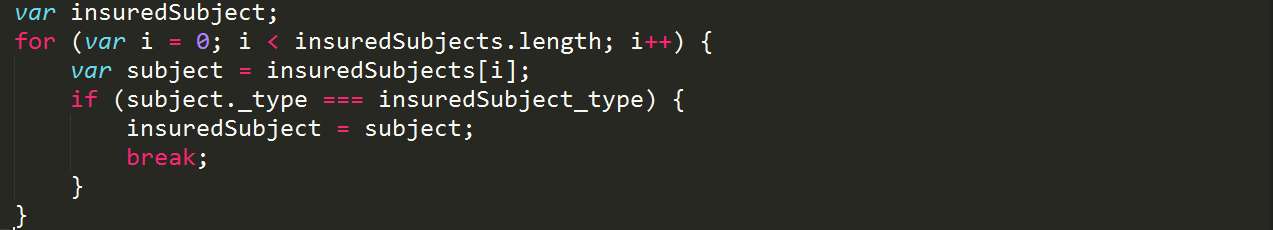 var insuredSubject;
for (var i = 0; i < insuredSubjects.length; i++) {
    var subject = insuredSubjects[i];
    if (subject._type === insuredSubject_type) {
        insuredSubject = subject;
        break;
    }
}